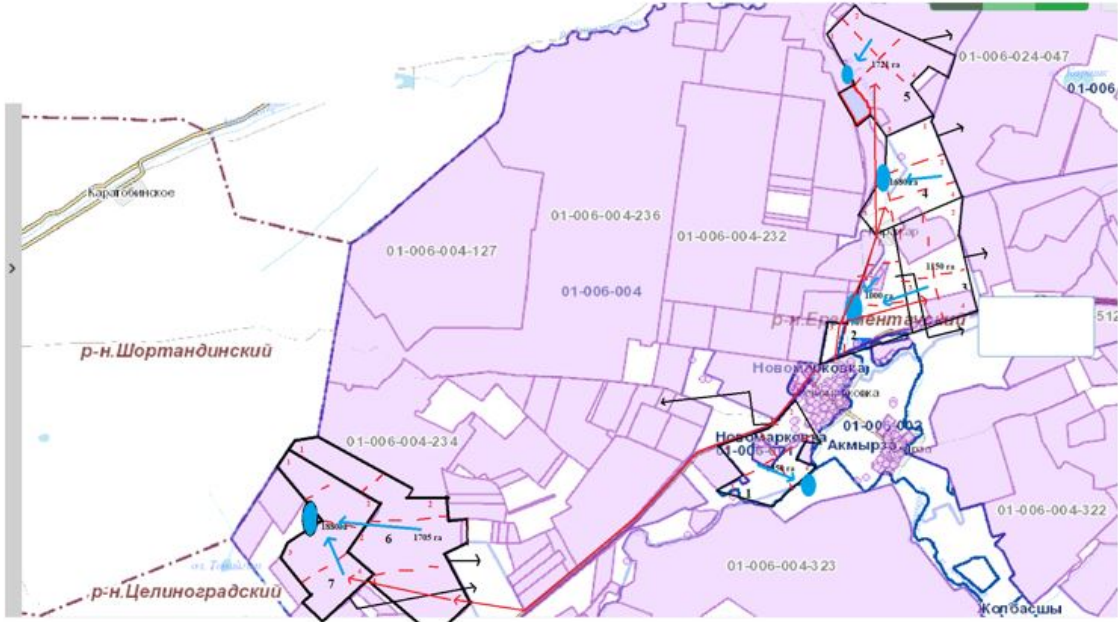 01-006-024-047
01-006
1721 га
5
Каратобинское
1680 га
4
01-006-004-236
01-006-004-232
01-006-004-127
1150 га
01-006-004
1000 га
3
р-н.Ерейментауский
512
р-н.Шортандинский
2
Новомарковка
01-006-002
Новомарковка
Акмырза
01-006-004-234
1
01-006-004-322
1880 га
6
1705 га
01-006-004-323
7
р-н.Целиноградский
Колбасшы